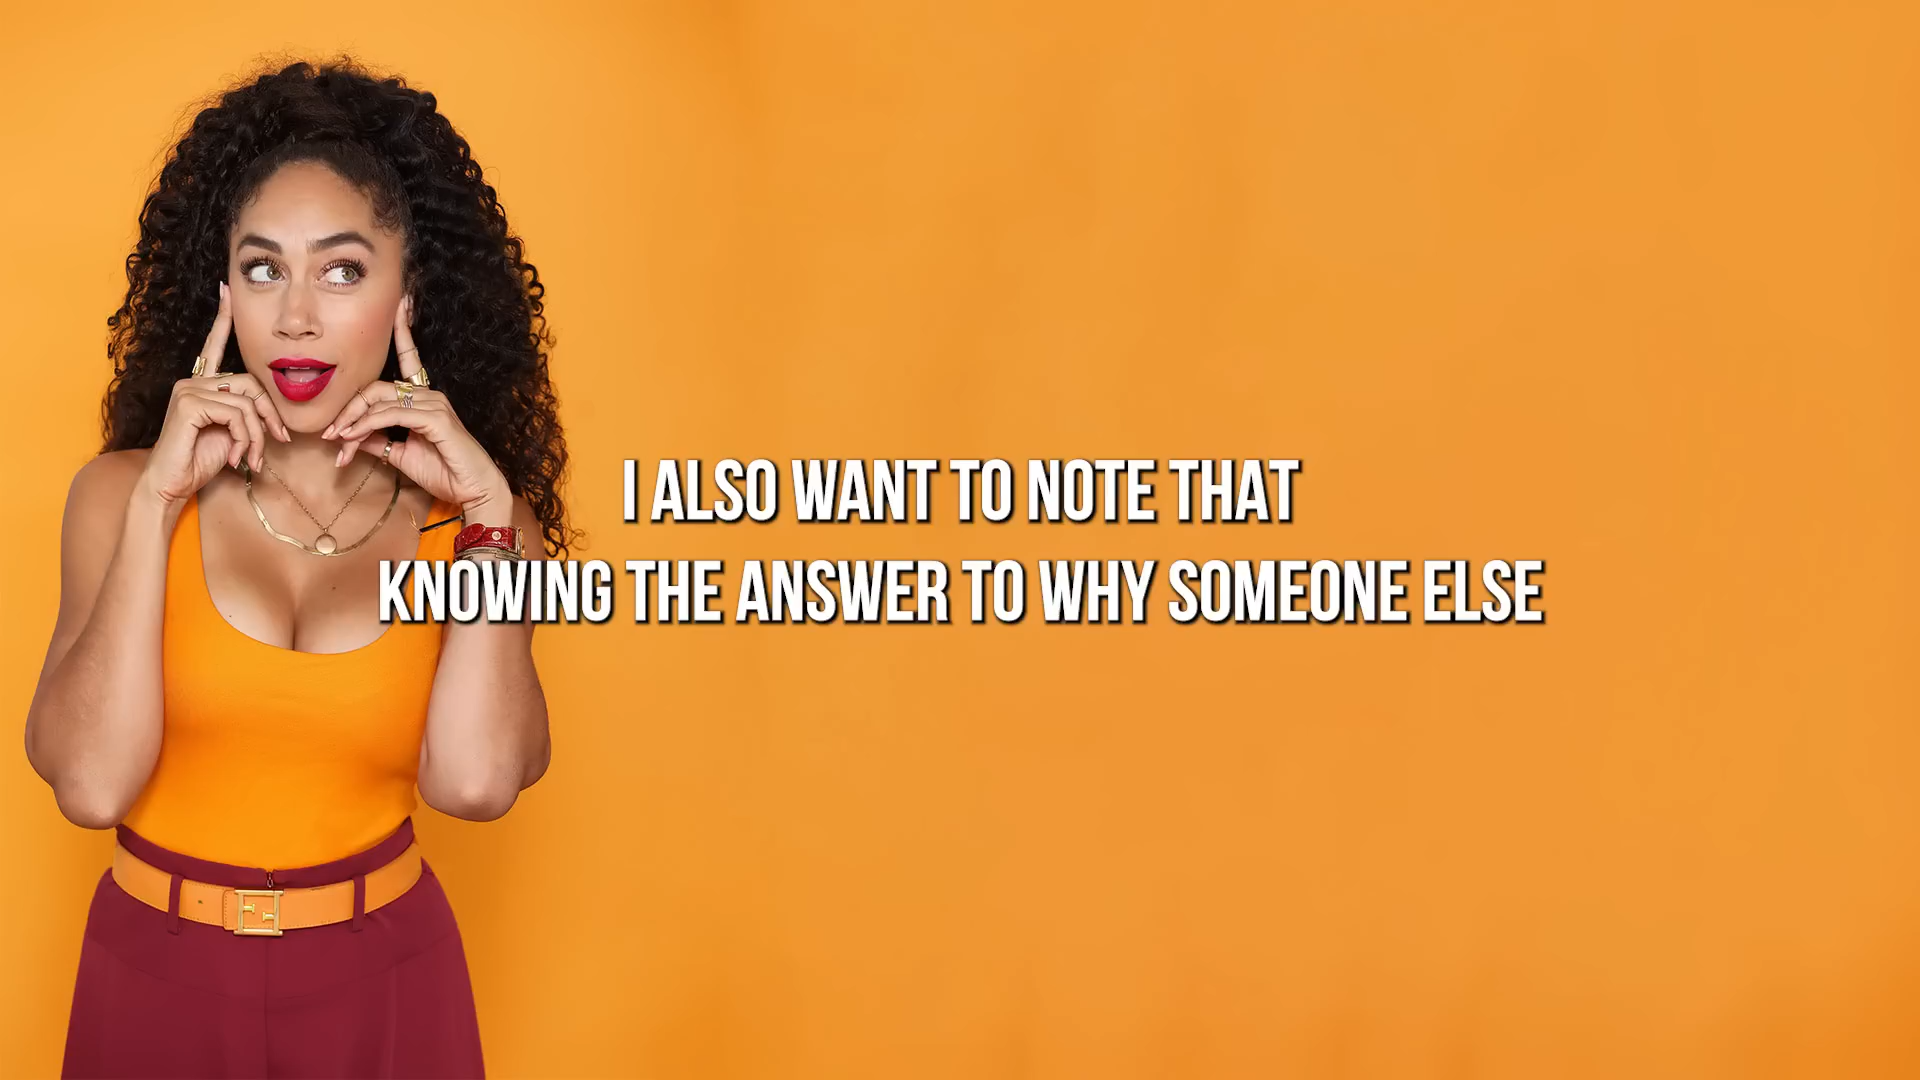 I ALSO WANT TO NOTE THAT
KNOWING THE ANSWER TO WHY SOMEONE ELSE